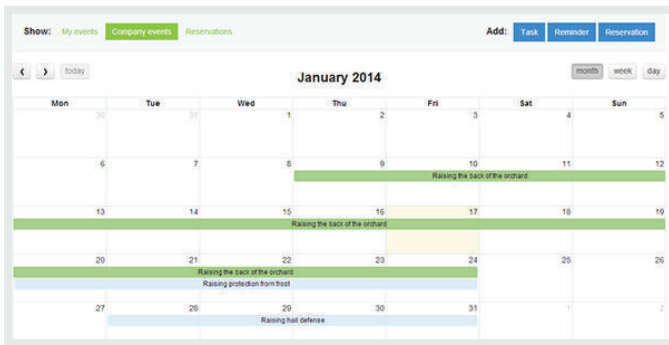 Show: My events Company events Reservations Add: Task Reminder Reservation
today January 2014 month week day
Mon Tue Wed Thu Fri Sat Sun
30 31 1 2 3 4 5
6 7 8 9 10 11 12
Raising the back of the orchard
13 14 15 16 17 18 19
Raising the back of the orchard
20 21 22 23 24 25 26
Raising the back of the orchard
Raising protection from frost
27 28 29 30 31 1 2
Raising hail defense